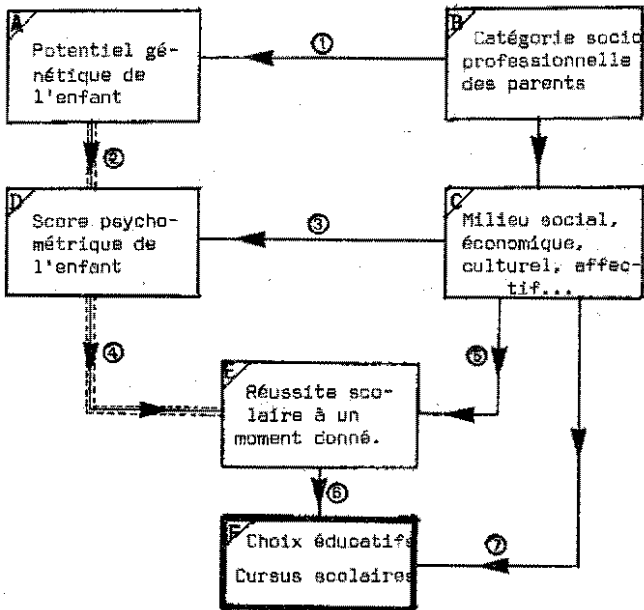 A
Potentiel gé-
nétique de
l'enfant
①
B
Catégorie socio
professionnelle
des parents
②
D
Score psycho-
métrique de
l'enfant
③
C
Milieu social,
économique,
culturel, affec-
tif...
④
⑤
E
Réussite sco-
laire à un
moment donné.
⑥
F
Choix éducatifs
Cursus scolaires
⑦